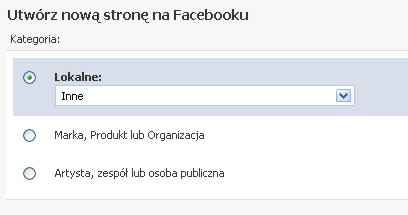 Utwórz nową stronę na Facebooku
Kategoria:
Lokalne:
Inne
Marka, Produkt lub Organizacja
Artysta, zespół lub osoba publiczna